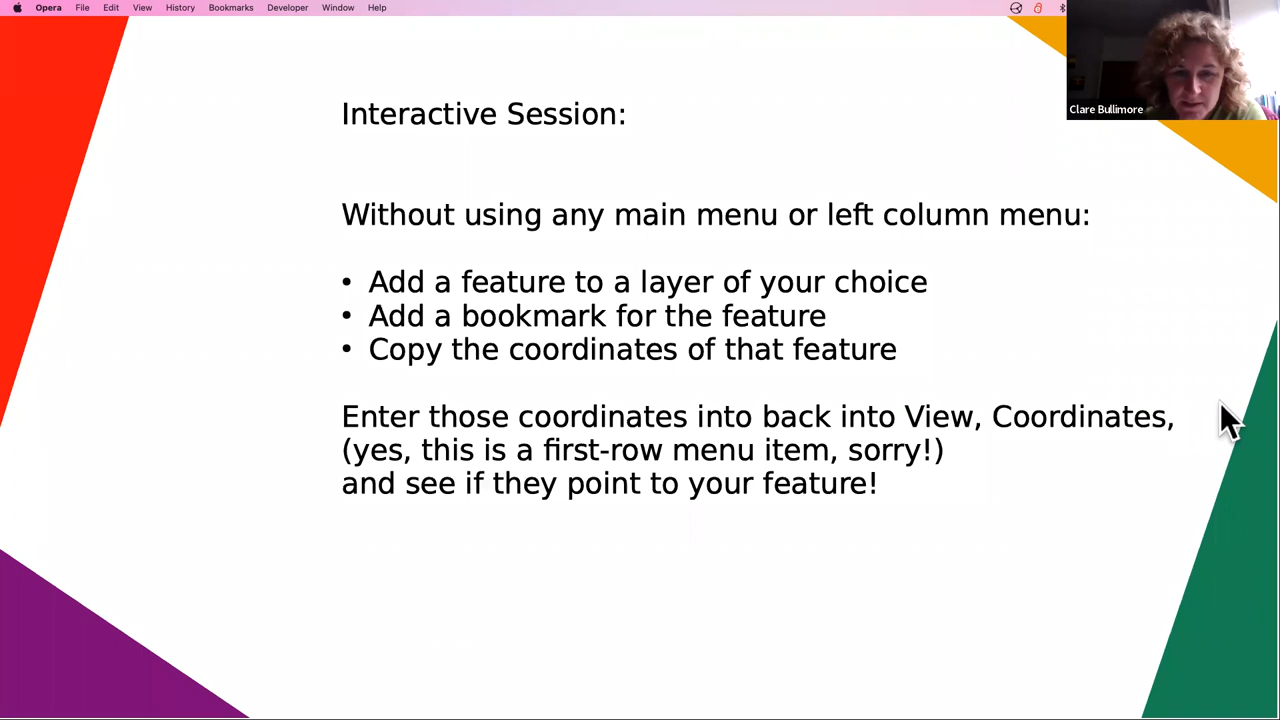 Opera File Edit View History Bookmarks Developer Window Help
Clare Bullimore
Interactive Session:
Without using any main menu or left column menu:
• Add a feature to a layer of your choice
• Add a bookmark for the feature
• Copy the coordinates of that feature
Enter those coordinates into back into View, Coordinates,
(yes, this is a first-row menu item, sorry!)
and see if they point to your feature!